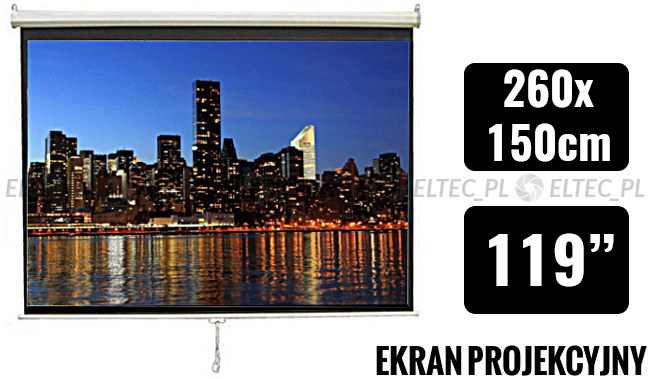 260x
150cm
ELTEC_PL ELTEC_PL
119”
EKRAN PROJEKCYJNY